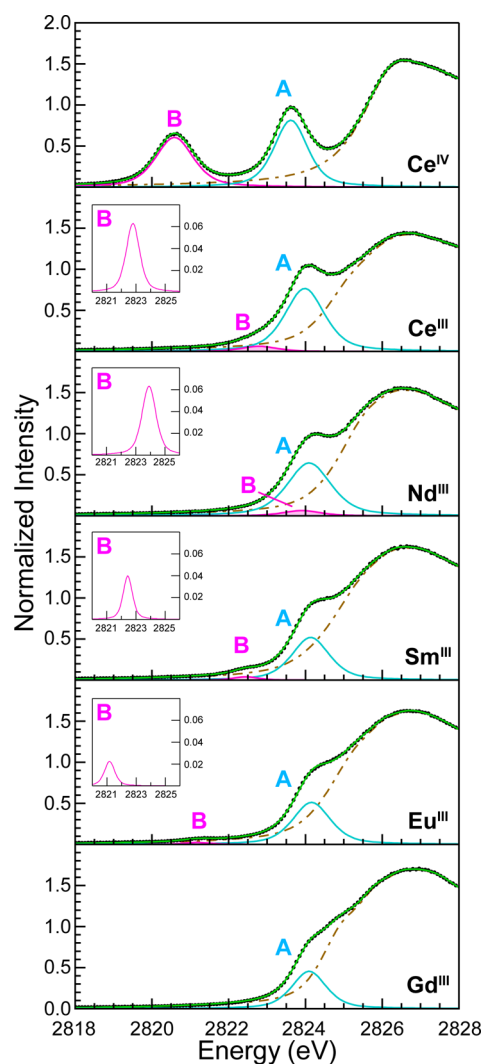 2.0
1.5
1.0
0.5
B
A
Ce^IV
B
0.06
0.04
0.02
2821 2823 2825
1.5
1.0
0.5
A
B
Ce^III
B
0.06
0.04
0.02
2821 2823 2825
1.5
1.0
0.5
A
B
Nd^III
B
0.06
0.04
0.02
2821 2823 2825
1.5
1.0
0.5
A
B
Sm^III
B
0.06
0.04
0.02
2821 2823 2825
1.5
1.0
0.5
A
B
Eu^III
1.5
1.0
0.5
0.0
A
Gd^III
2818 2820 2822 2824 2826 2828
Energy (eV)
Normalized Intensity